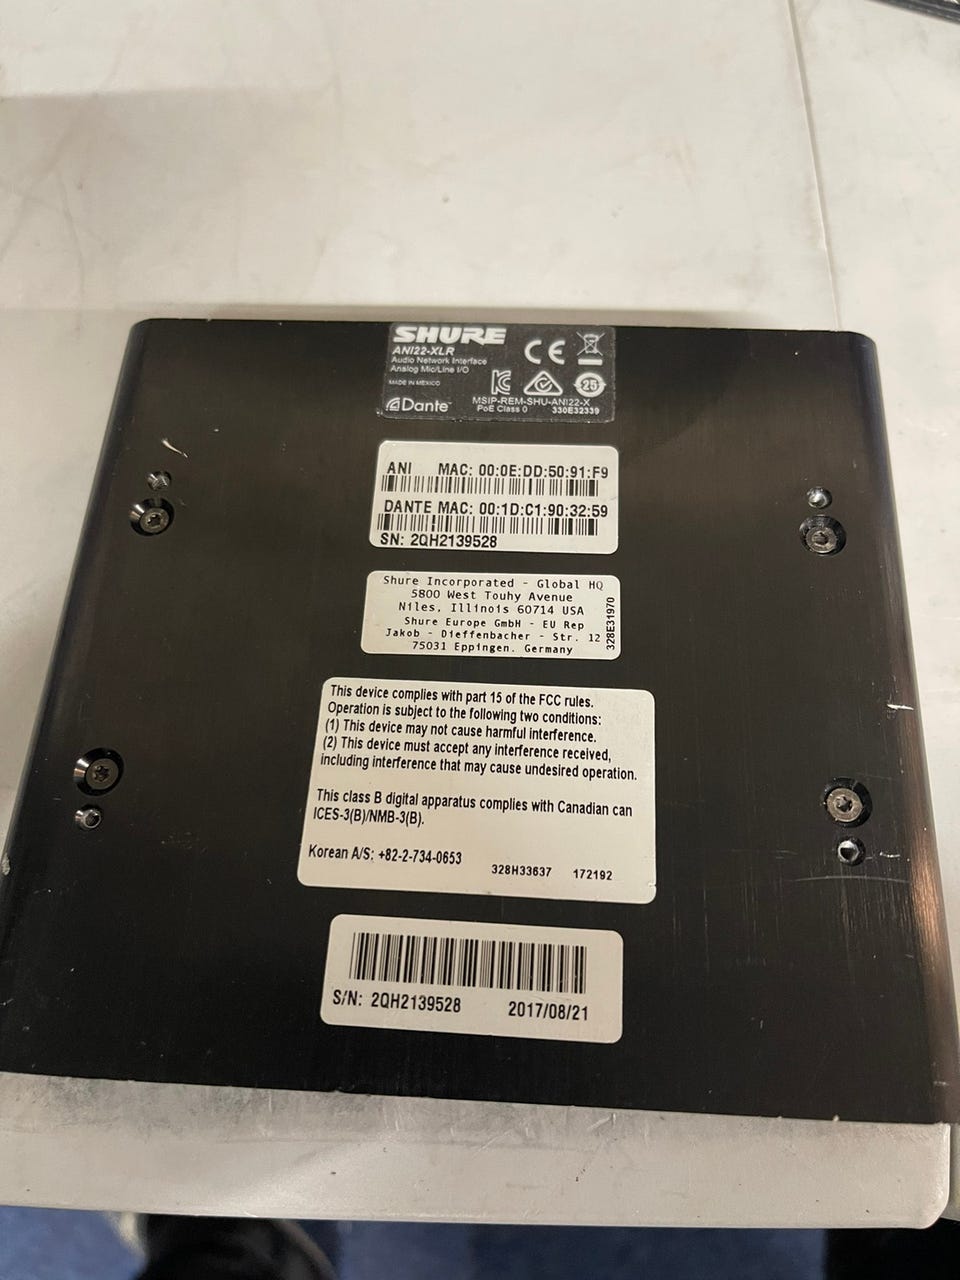 SHURE
ANI22-XLR
Audio Network Interface
Analog Mic/Line I/O
MADE IN MEXICO
CE
25
Dante™
MSIP-REM-SHU-ANI22-X
PoE Class 0 330E32339
ANI MAC: 00:0E:DD:50:91:F9
DANTE MAC: 00:1D:C1:90:32:59
SN: 2QH2139528
Shure Incorporated - Global HQ
5800 West Touhy Avenue
Niles, Illinois 60714 USA
Shure Europe GmbH - EU Rep
Jakob - Dieffenbacher - Str. 12
75031 Eppingen, Germany
328E31970
This device complies with part 15 of the FCC rules.
Operation is subject to the following two conditions:
(1) This device may not cause harmful interference.
(2) This device must accept any interference received,
including interference that may cause undesired operation.
This class B digital apparatus complies with Canadian can
ICES-3(B)/NMB-3(B).
Korean A/S: +82-2-734-0653
328H33637 172192
S/N: 2QH2139528 2017/08/21